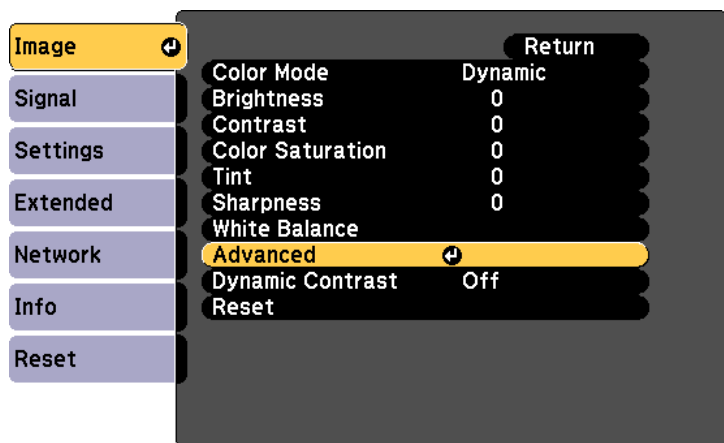 Image
Signal
Settings
Extended
Network
Info
Reset
Return
Color Mode Dynamic
Brightness 0
Contrast 0
Color Saturation 0
Tint 0
Sharpness 0
White Balance
Advanced
Dynamic Contrast Off
Reset